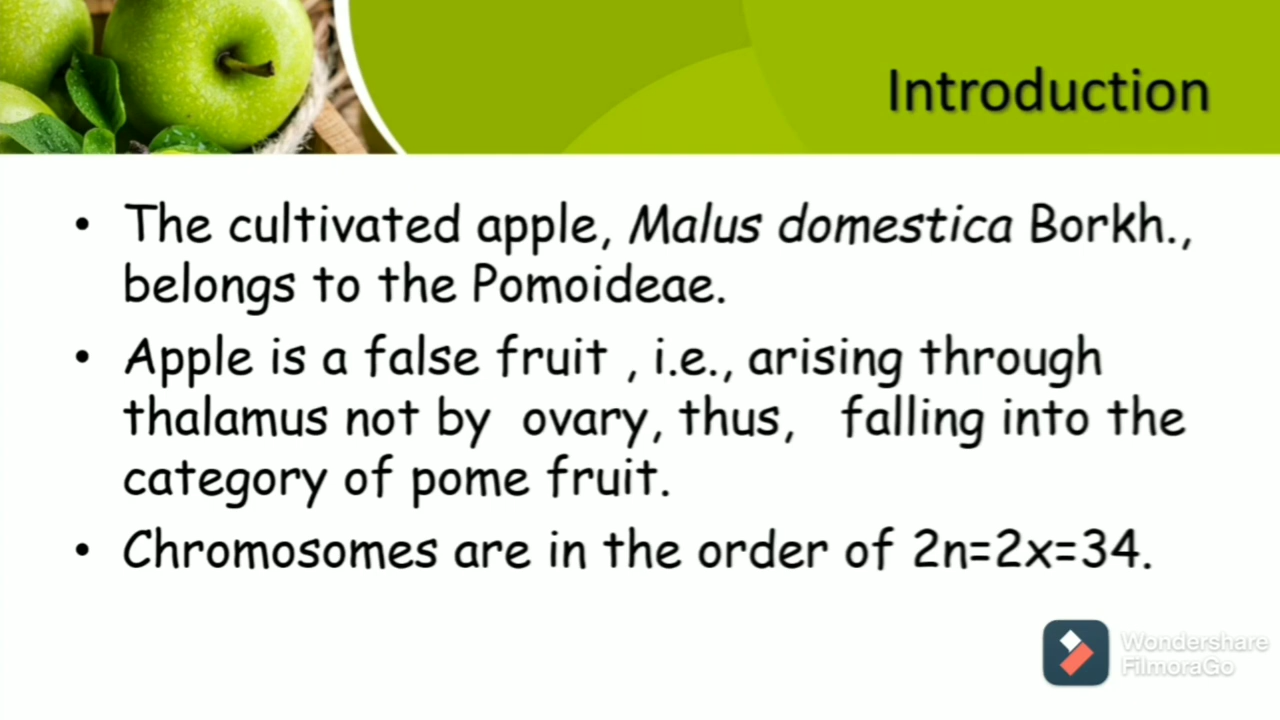 Introduction
• The cultivated apple, Malus domestica Borkh.,
belongs to the Pomoideae.
• Apple is a false fruit , i.e., arising through
thalamus not by ovary, thus, falling into the
category of pome fruit.
• Chromosomes are in the order of 2n=2x=34.
Wondershare
FilmoraGo